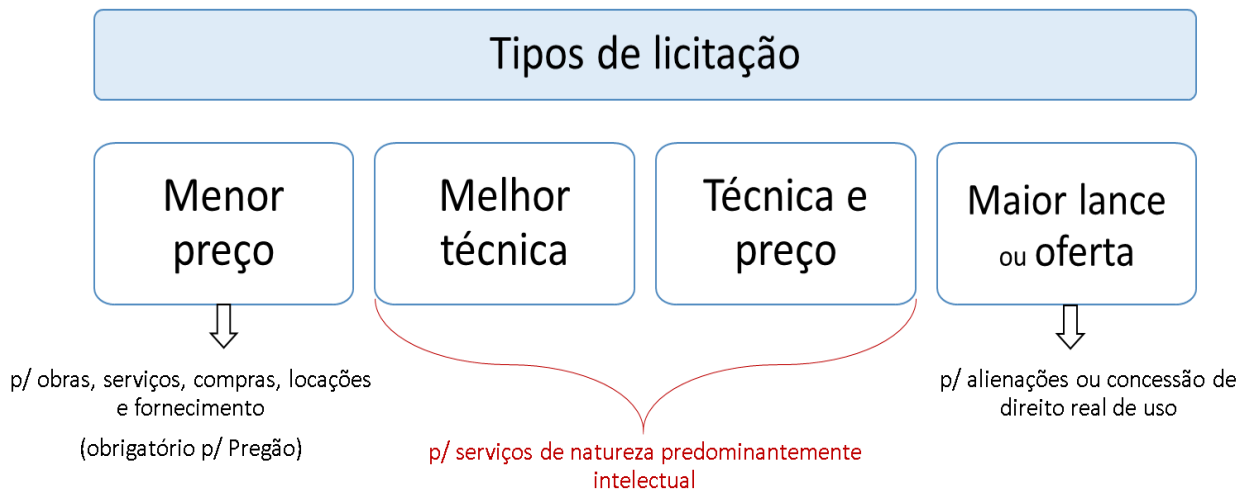 Tipos de licitação
Menor
preço
Melhor
técnica
Técnica e
preço
Maior lance
ou oferta
p/ obras, serviços, compras, locações
e fornecimento
(obrigatório p/ Pregão)
p/ serviços de natureza predominantemente
intelectual
p/ alienações ou concessão de
direito real de uso